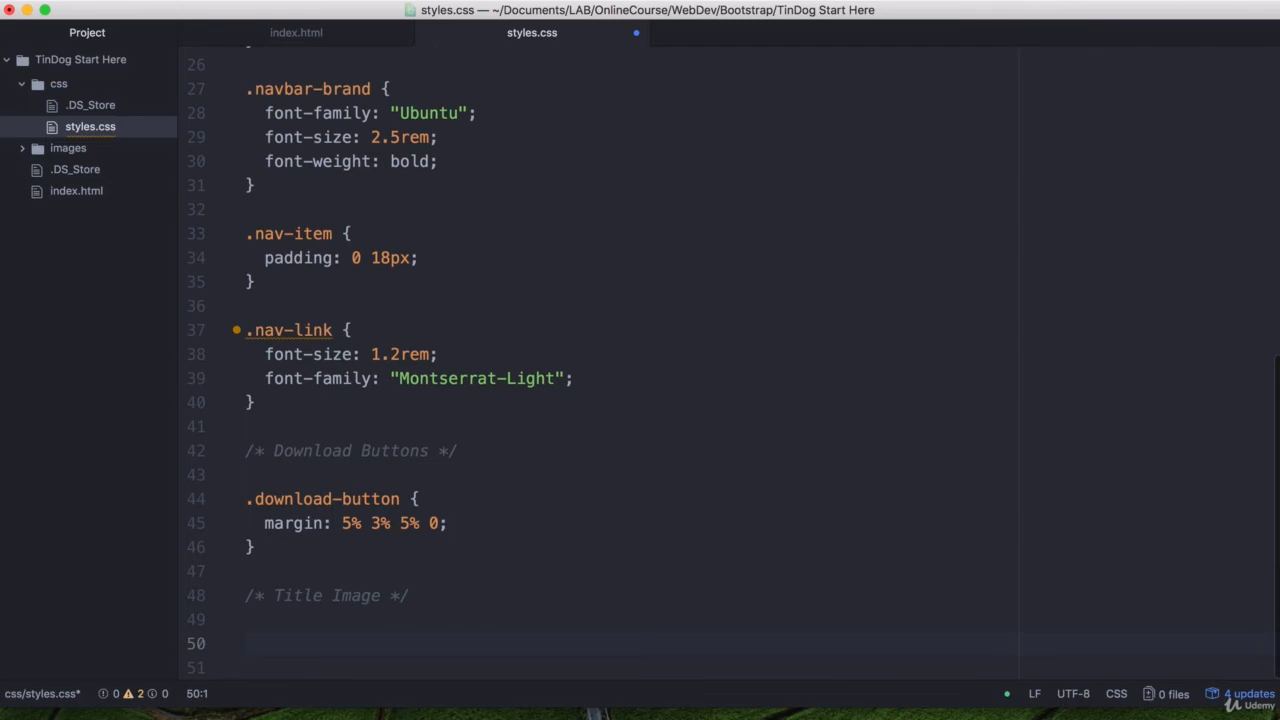 styles.css — ~/Documents/LAB/OnlineCourse/WebDev/Bootstrap/TinDog Start Here
Project
index.html
styles.css
TinDog Start Here
css
.DS_Store
styles.css
images
.DS_Store
index.html
26
27 .navbar-brand {
28 font-family: "Ubuntu";
29 font-size: 2.5rem;
30 font-weight: bold;
31 }
32
33 .nav-item {
34 padding: 0 18px;
35 }
36
37 .nav-link {
38 font-size: 1.2rem;
39 font-family: "Montserrat-Light";
40 }
41
42 /* Download Buttons */
43
44 .download-button {
45 margin: 5% 3% 5% 0;
46 }
47
48 /* Title Image */
49
50
51
css/styles.css* 0 2 0 50:1 LF UTF-8 CSS 0 files 4 updates
Udemy